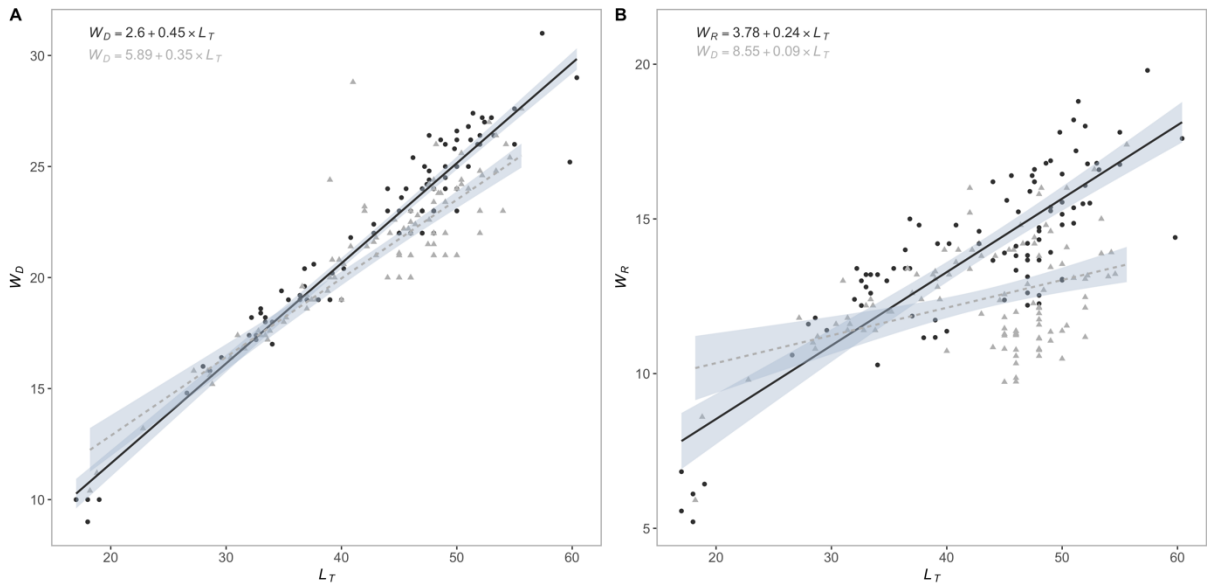 A
W_D = 2.6 + 0.45 × L_T
W_D = 5.89 + 0.35 × L_T
30
25
20
15
10
W_D
20 30 40 50 60
L_T
B
W_R = 3.78 + 0.24 × L_T
W_D = 8.55 + 0.09 × L_T
20
15
10
5
W_R
20 30 40 50 60
L_T